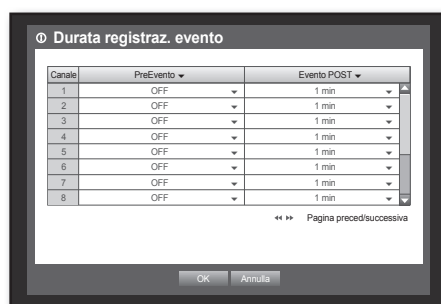 Durata registraz. evento
Canale PreEvento Evento POST
1 OFF 1 min
2 OFF 1 min
3 OFF 1 min
4 OFF 1 min
5 OFF 1 min
6 OFF 1 min
7 OFF 1 min
8 OFF 1 min
Pagina preced/successiva
OK Annulla